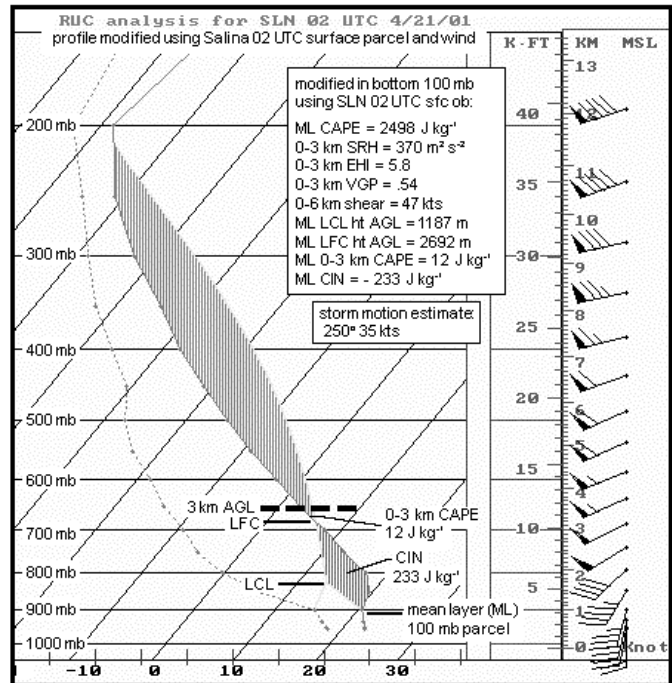 RUC analysis for SLN 02 UTC 4/21/01
profile modified using Salina 02 UTC surface parcel and wind
K-FT KM MSL
modified in bottom 100 mb
using SLN 02 UTC sfc ob:
ML CAPE = 2498 J kg⁻¹
0-3 km SRH = 370 m² s⁻²
0-3 km EHI = 5.8
0-3 km VGP = .54
0-6 km shear = 47 kts
ML LCL ht AGL = 1187 m
ML LFC ht AGL = 2692 m
ML 0-3 km CAPE = 12 J kg⁻¹
ML CIN = - 233 J kg⁻¹
storm motion estimate:
250° 35 kts
200 mb
300 mb
400 mb
500 mb
600 mb
700 mb
800 mb
900 mb
1000 mb
3 km AGL
LFC
LCL
0-3 km CAPE
12 J kg⁻¹
CIN
233 J kg⁻¹
mean layer (ML)
100 mb parcel
-10 0 10 20 30
40
35
30
25
20
15
10
5
13
12
11
10
9
8
7
6
5
4
3
2
1
0
Knot